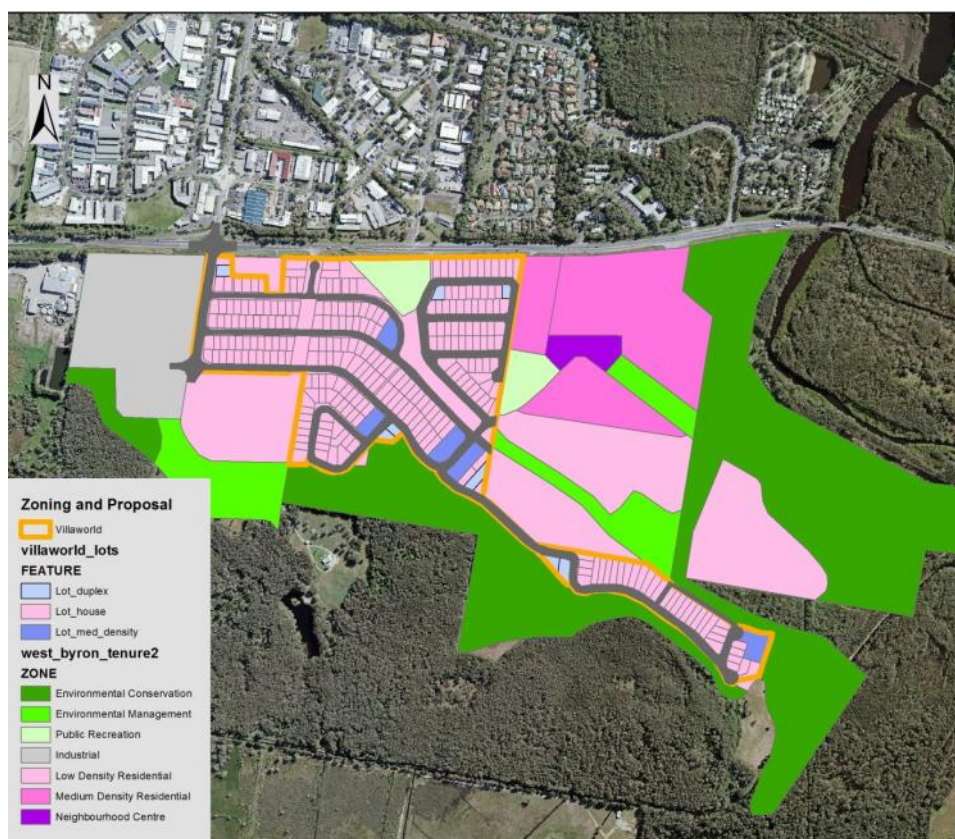 N
Zoning and Proposal
Villaworld
villaworld_lots
FEATURE
Lot_duplex
Lot_house
Lot_med_density
west_byron_tenure2
ZONE
Environmental Conservation
Environmental Management
Public Recreation
Industrial
Low Density Residential
Medium Density Residential
Neighbourhood Centre